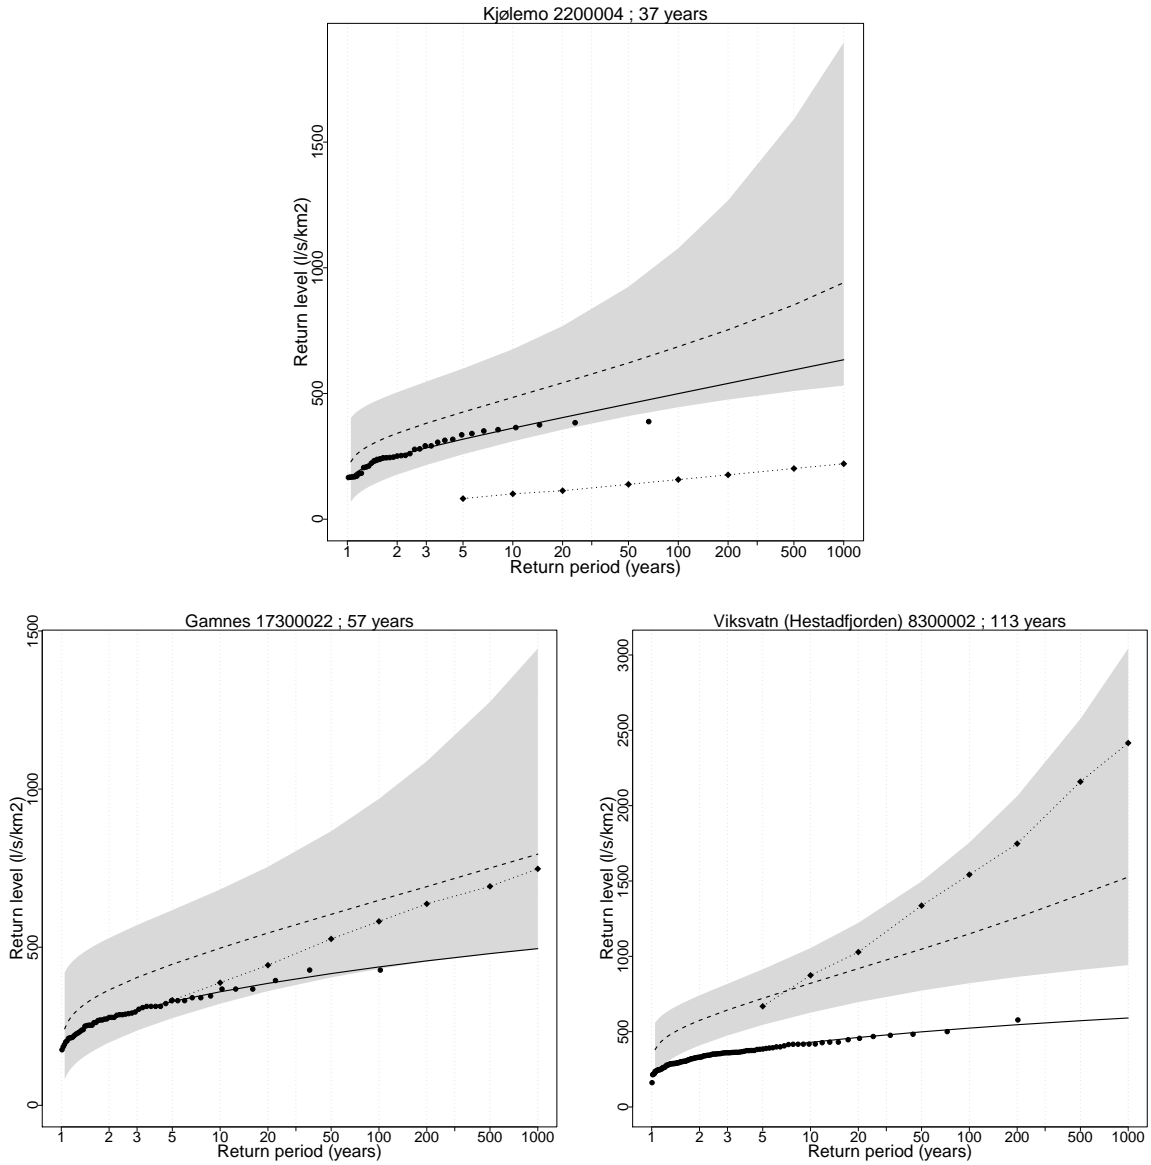 Kjølemo 2200004 ; 37 years
Return level (l/s/km2)
0 500 1000 1500
1 2 3 5 10 20 50 100 200 500 1000
Return period (years)
Gamnes 17300022 ; 57 years
Return level (l/s/km2)
0 500 1000 1500
1 2 3 5 10 20 50 100 200 500 1000
Return period (years)
Viksvatn (Hestadfjorden) 8300002 ; 113 years
Return level (l/s/km2)
0 500 1000 1500 2000 2500 3000
1 2 3 5 10 20 50 100 200 500 1000
Return period (years)